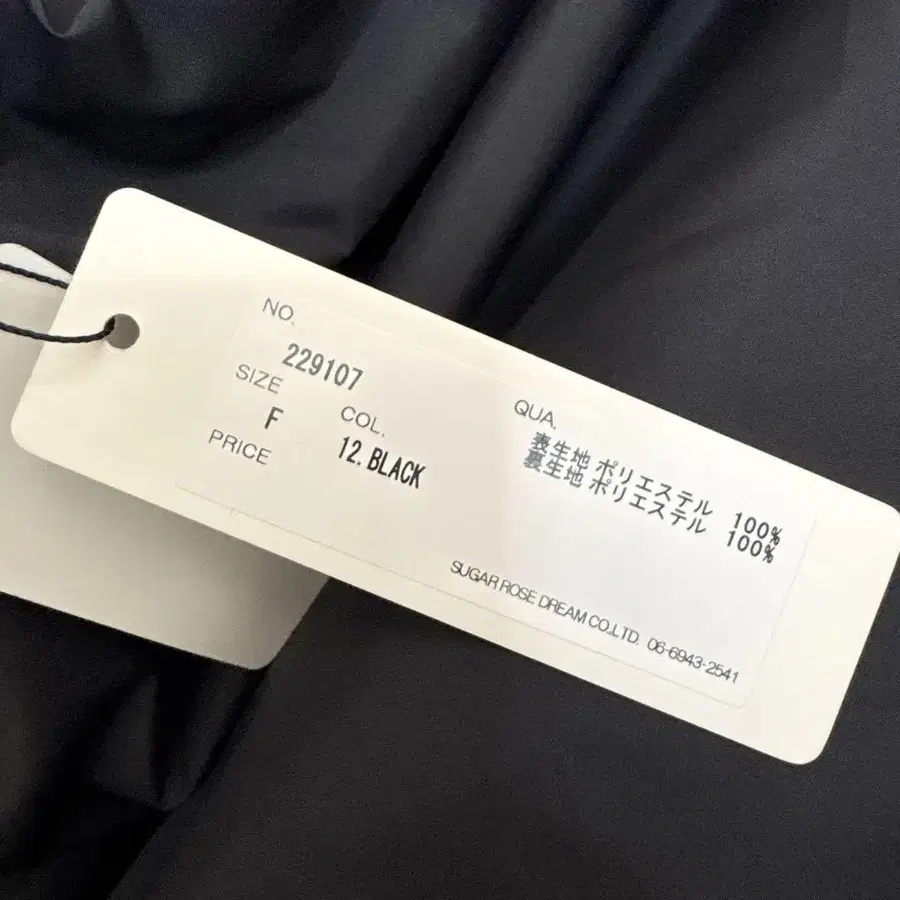 NO.
229107
SIZE
F
COL.
12.BLACK
PRICE
QUA.
表生地 ポリエステル 100%
裏生地 ポリエステル 100%
SUGAR ROSE DREAM CO.,LTD. 06-6943-2541